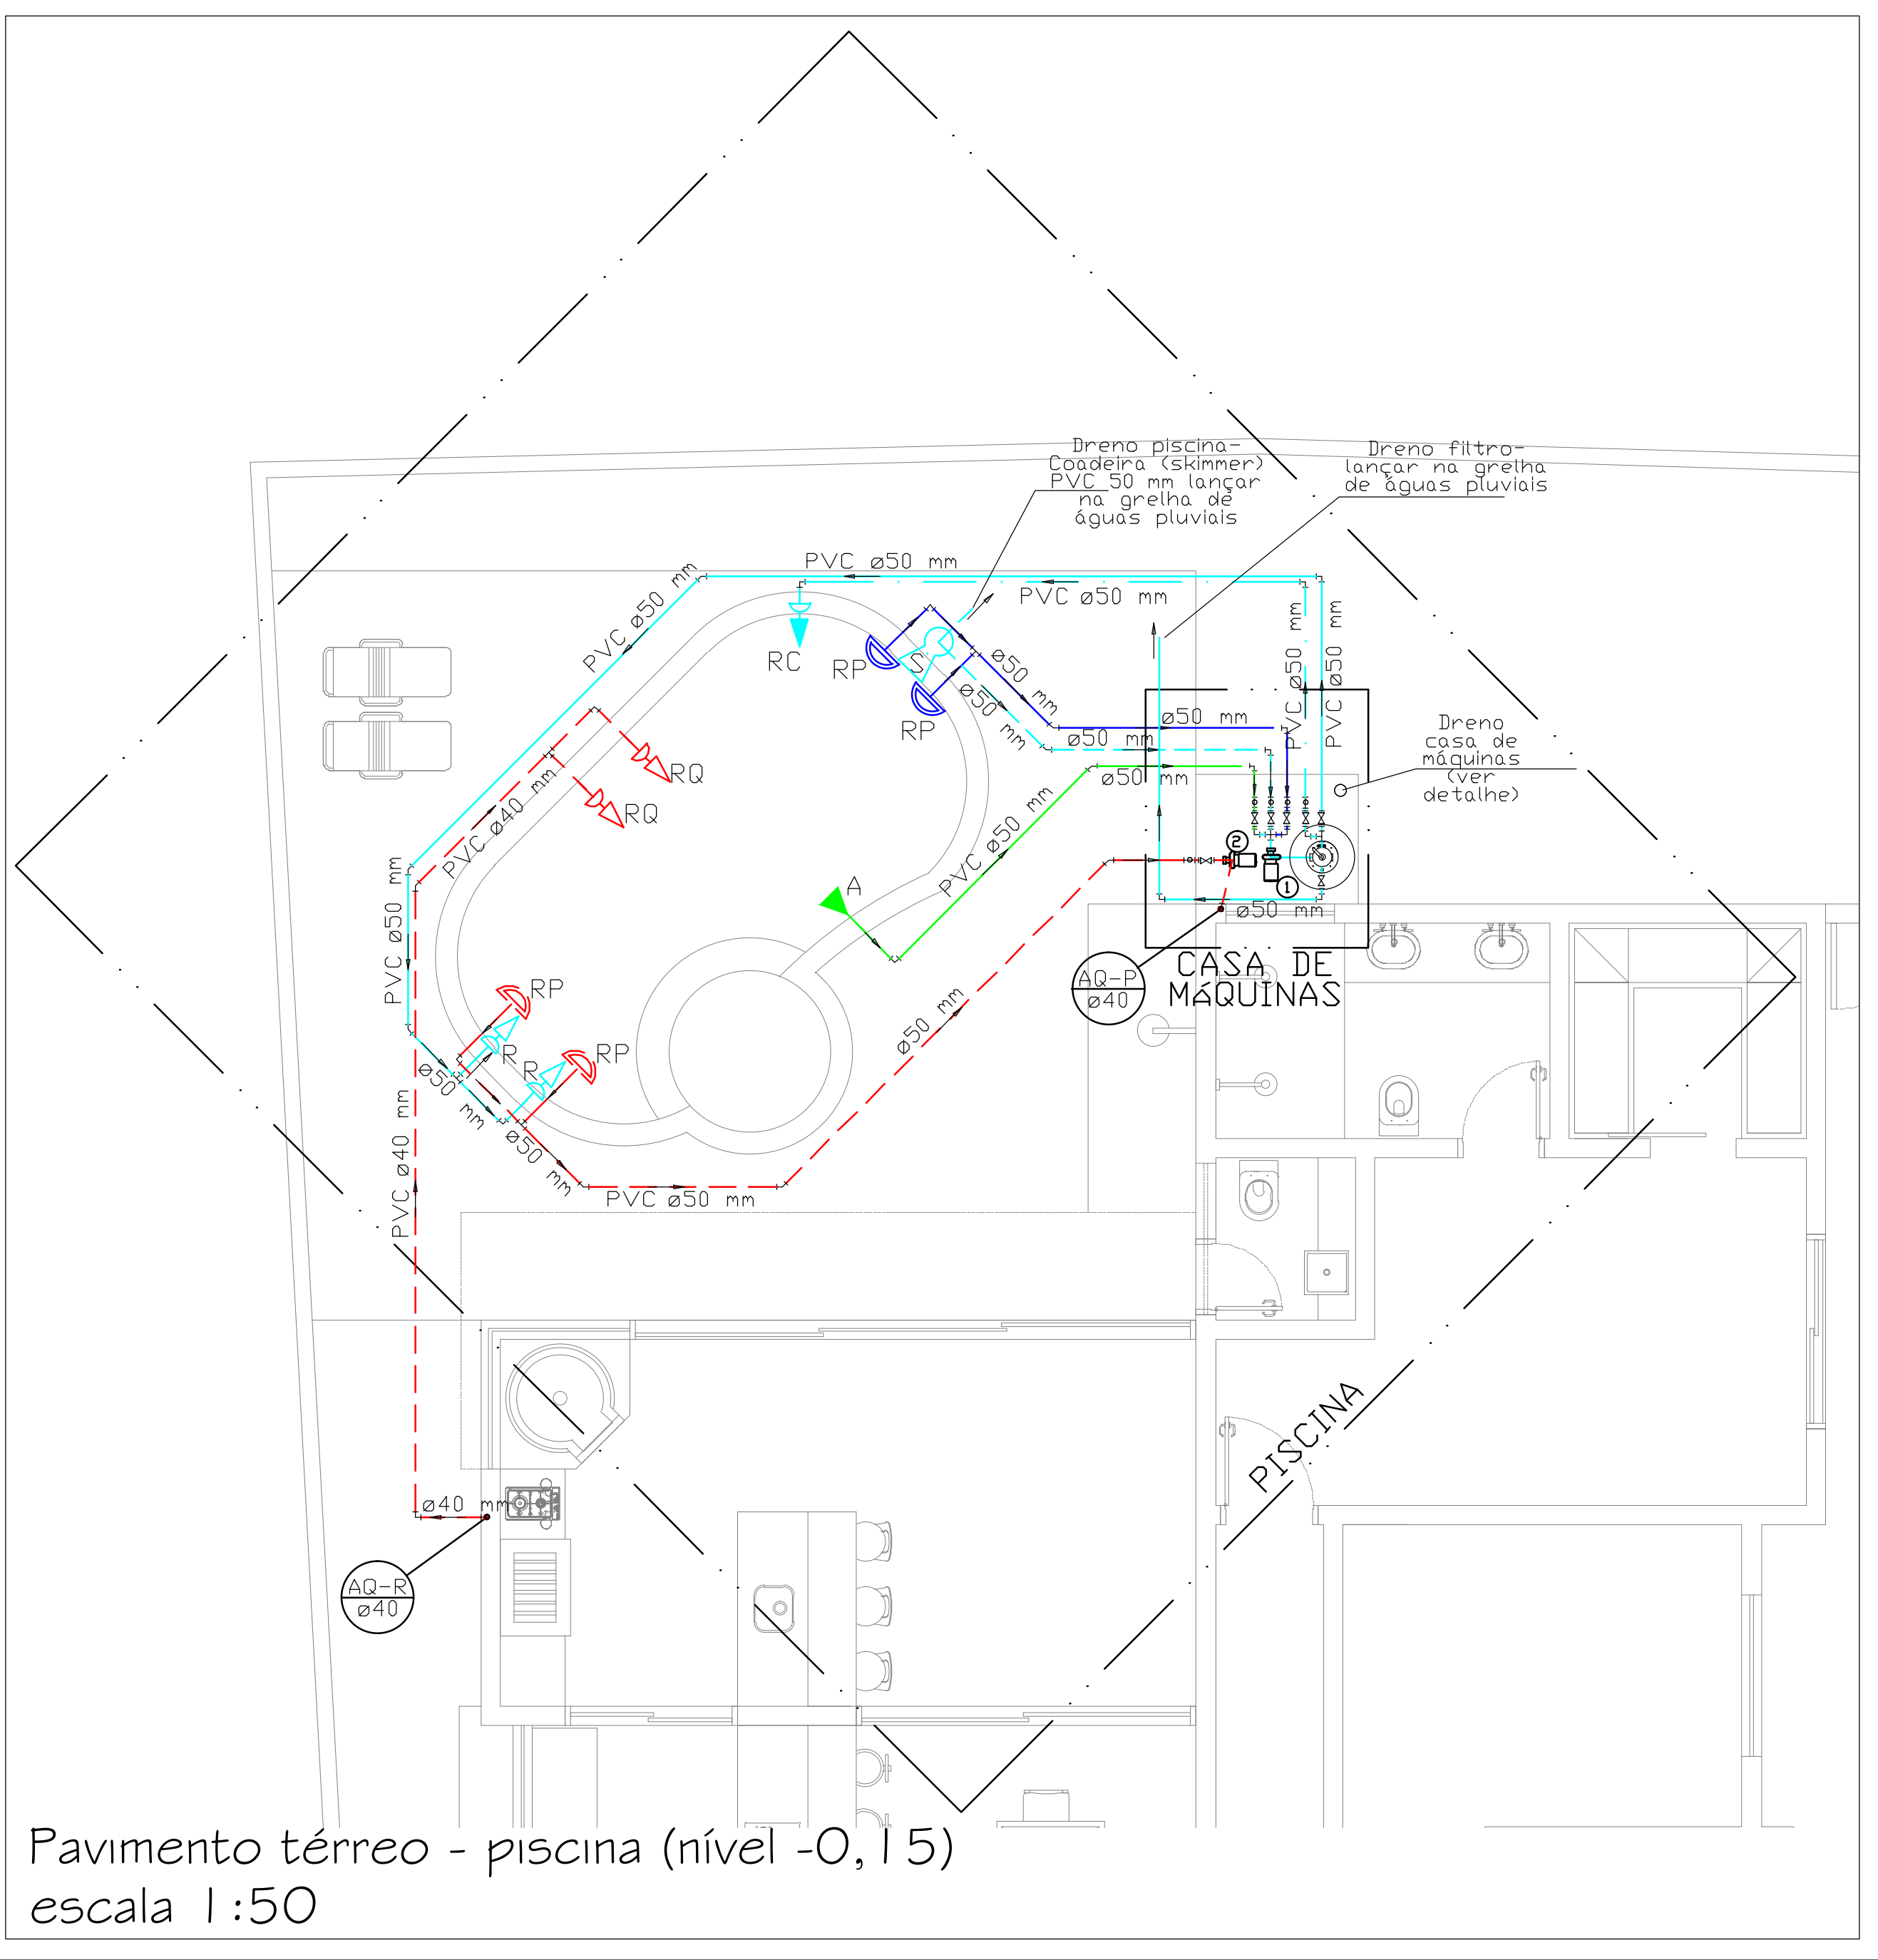 Dreno piscina-
Coadeira (skimmer)
PVC 50 mm lançar
na grelha de
águas pluviais
Dreno filtro-
lançar na grelha
de águas pluviais
PVC ø50 mm
PVC ø50 mm
PVC ø50 mm
PVC ø50 mm
PVC ø50 mm
RC
RP
S
RP
ø50 mm
ø50 mm
ø50 mm
ø50 mm
ø50 mm
Dreno
casa de
máquinas
(ver
detalhe)
RQ
RQ
PVC ø40 mm
PVC ø50 mm
PVC ø50 mm
A
2
1
ø50 mm
CASA DE
MÁQUINAS
AQ-P
ø40
RP
R
R
RP
ø50 mm
ø50 mm
ø50 mm
PVC ø50 mm
PVC ø40 mm
PISCINA
ø40 mm
AQ-R
ø40
Pavimento térreo - piscina (nível -0,15)
escala 1:50